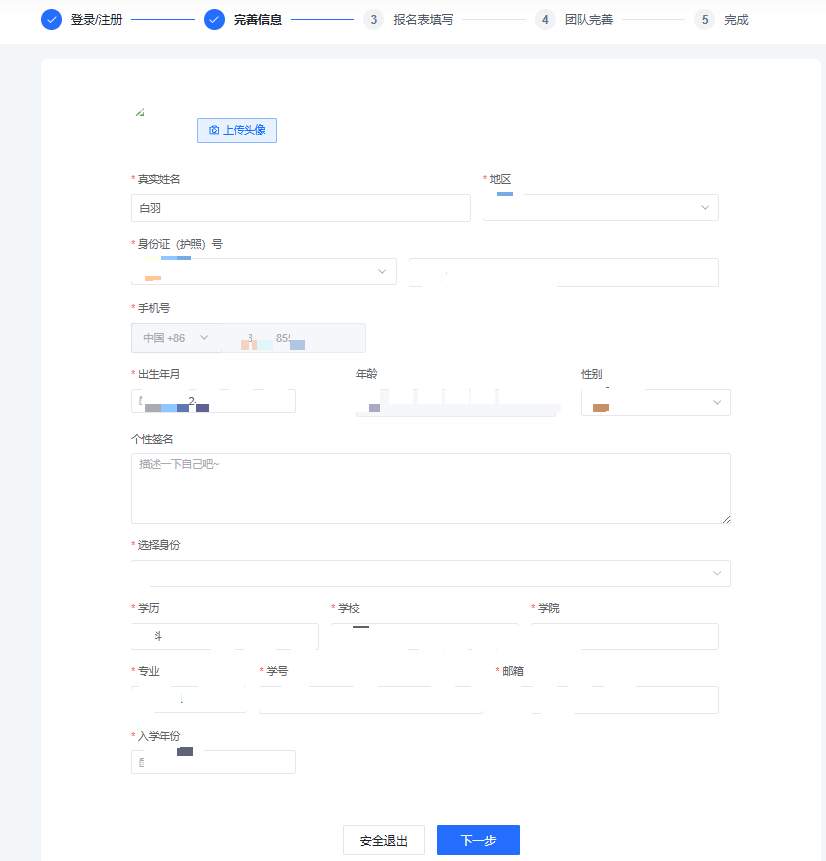 登录/注册 完善信息 3 报名表填写 4 团队完善 5 完成
上传头像
* 真实姓名 * 地区
白羽
* 身份证（护照）号
* 手机号
中国 +86
* 出生年月 年龄 性别
个性签名
描述一下自己吧~
* 选择身份
* 学历 * 学校 * 学院
* 专业 * 学号 * 邮箱
* 入学年份
安全退出 下一步